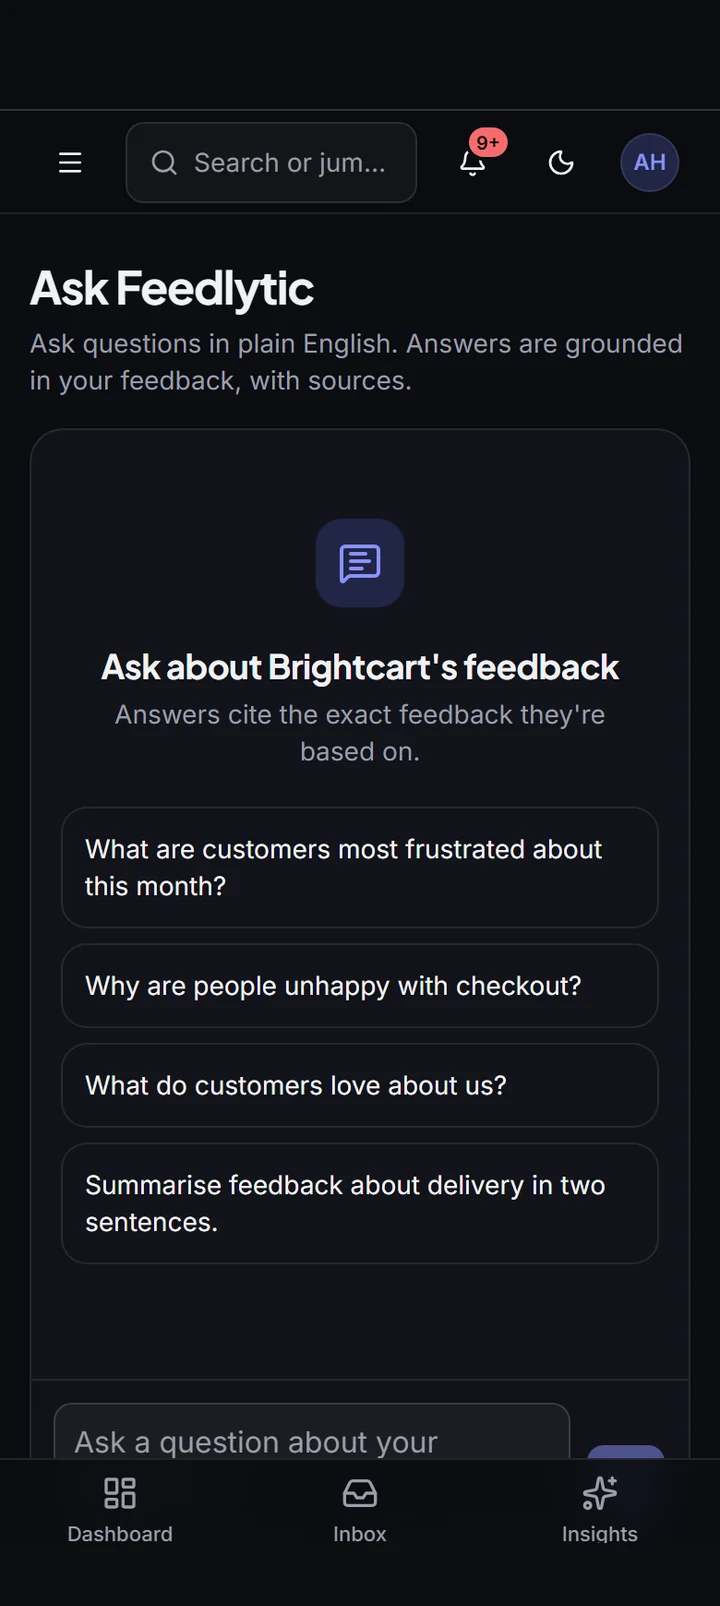 Search or jum...
9+
AH
Ask Feedlytic
Ask questions in plain English. Answers are grounded
in your feedback, with sources.
Ask about Brightcart's feedback
Answers cite the exact feedback they're
based on.
What are customers most frustrated about
this month?
Why are people unhappy with checkout?
What do customers love about us?
Summarise feedback about delivery in two
sentences.
Ask a question about your
Dashboard
Inbox
Insights